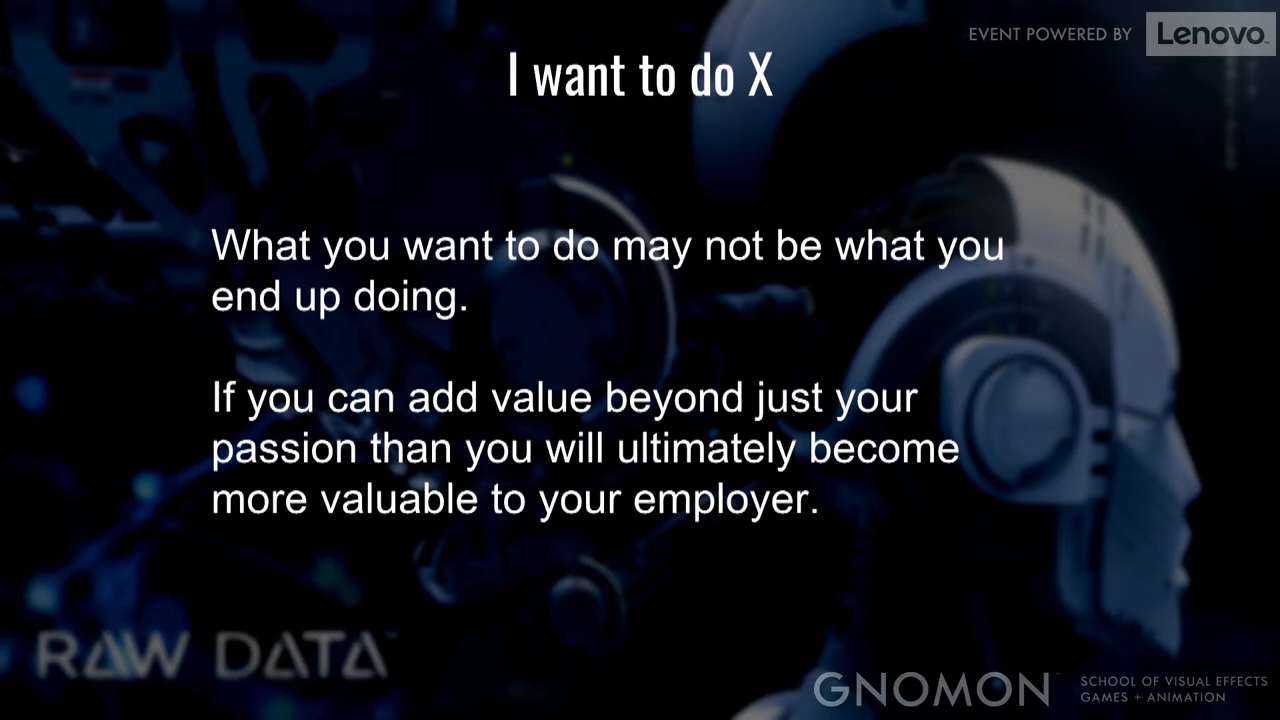 EVENT POWERED BY Lenovo
I want to do X
What you want to do may not be what you
end up doing.
If you can add value beyond just your
passion than you will ultimately become
more valuable to your employer.
RAW DATA
GNOMON
SCHOOL OF VISUAL EFFECTS
GAMES + ANIMATION